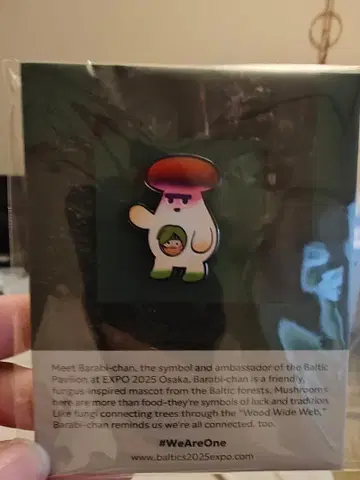 Meet Barabi-chan, the symbol and ambassador of the Baltic
Pavilion at EXPO 2025 Osaka. Barabi-chan is a friendly,
fungus-inspired mascot from the Baltic forests. Mushrooms
here are more than food–they're symbols of luck and tradition.
Like fungi connecting trees through the "Wood Wide Web,"
Barabi-chan reminds us we're all connected, too.
#WeAreOne
www.baltics2025expo.com